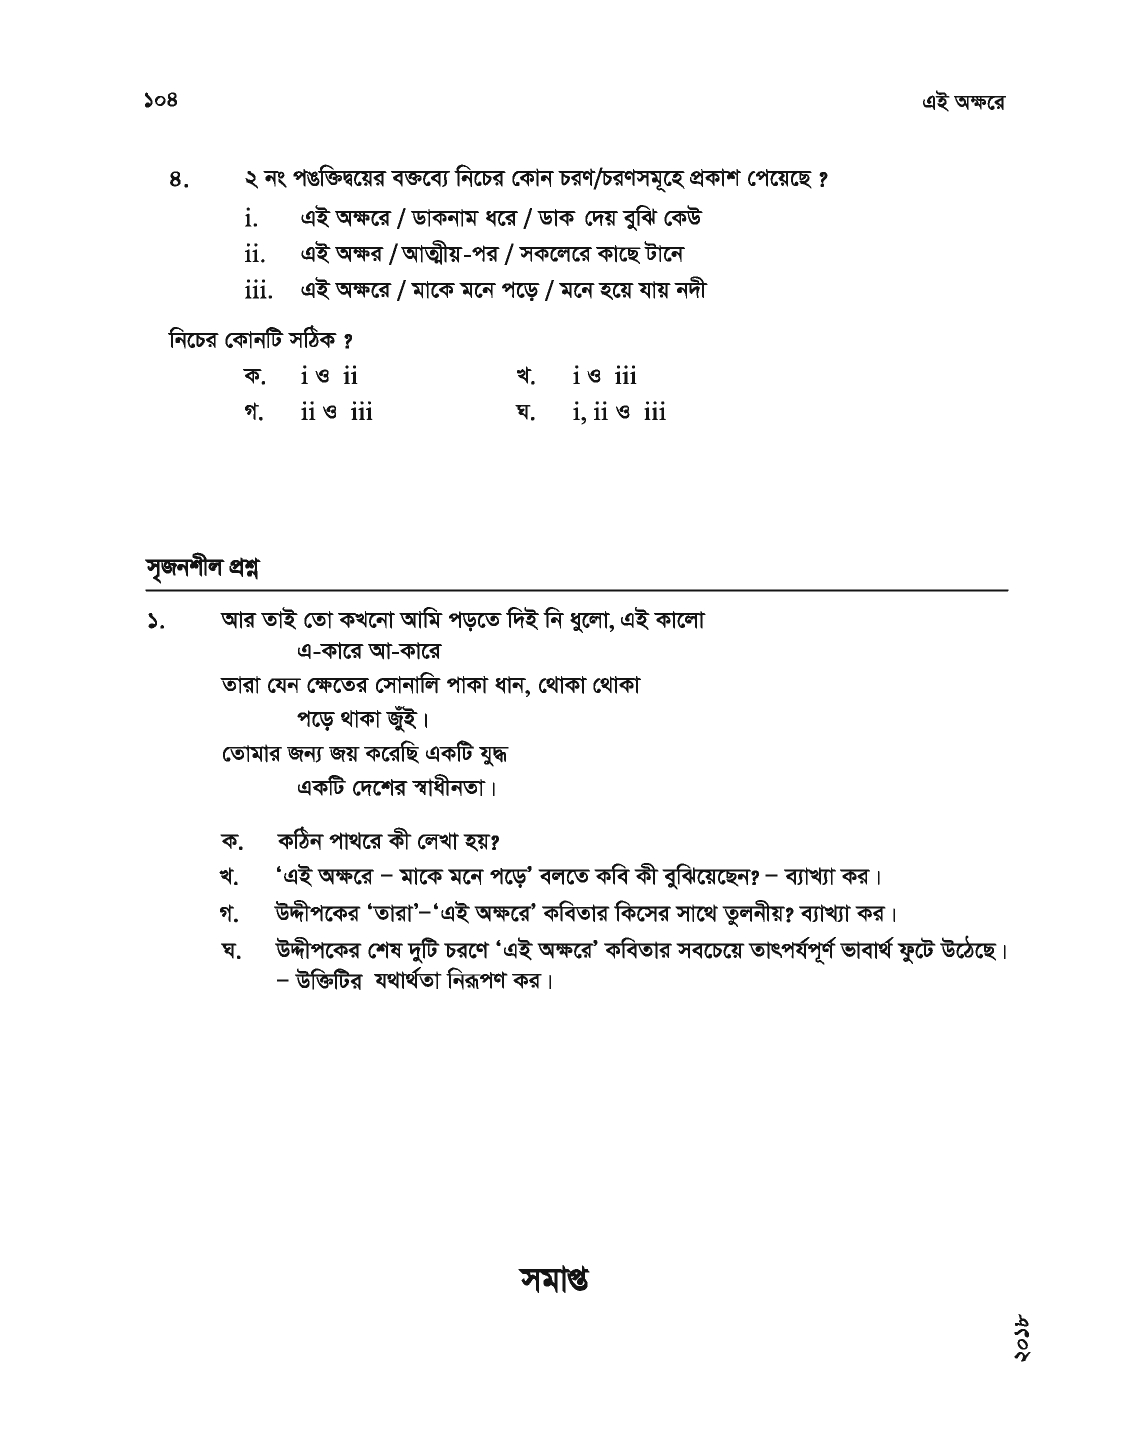 ১০৪
এই অক্ষরে
৪. ২ নং পঙক্তিদ্বয়ের বক্তব্যে নিচের কোন চরণ/চরণসমূহে প্রকাশ পেয়েছে ?
i. এই অক্ষরে / ডাকনাম ধরে / ডাক দেয় বুঝি কেউ
ii. এই অক্ষর / আত্মীয়-পর / সকলেরে কাছে টানে
iii. এই অক্ষরে / মাকে মনে পড়ে / মনে হয়ে যায় নদী
নিচের কোনটি সঠিক ?
ক. i ও ii খ. i ও iii
গ. ii ও iii ঘ. i, ii ও iii
সৃজনশীল প্রশ্ন
১. আর তাই তো কখনো আমি পড়তে দিই নি ধুলো, এই কালো
এ-কারে আ-কারে
তারা যেন ক্ষেতের সোনালি পাকা ধান, থোকা থোকা
পড়ে থাকা জুঁই।
তোমার জন্য জয় করেছি একটি যুদ্ধ
একটি দেশের স্বাধীনতা।
ক. কঠিন পাথরে কী লেখা হয়?
খ. ‘এই অক্ষরে – মাকে মনে পড়ে’ বলতে কবি কী বুঝিয়েছেন? – ব্যাখ্যা কর।
গ. উদ্দীপকের ‘তারা’–‘এই অক্ষরে’ কবিতার কিসের সাথে তুলনীয়? ব্যাখ্যা কর।
ঘ. উদ্দীপকের শেষ দুটি চরণে ‘এই অক্ষরে’ কবিতার সবচেয়ে তাৎপর্যপূর্ণ ভাবার্থ ফুটে উঠেছে।
– উক্তিটির যথার্থতা নিরূপণ কর।
সমাপ্ত
২০১৮